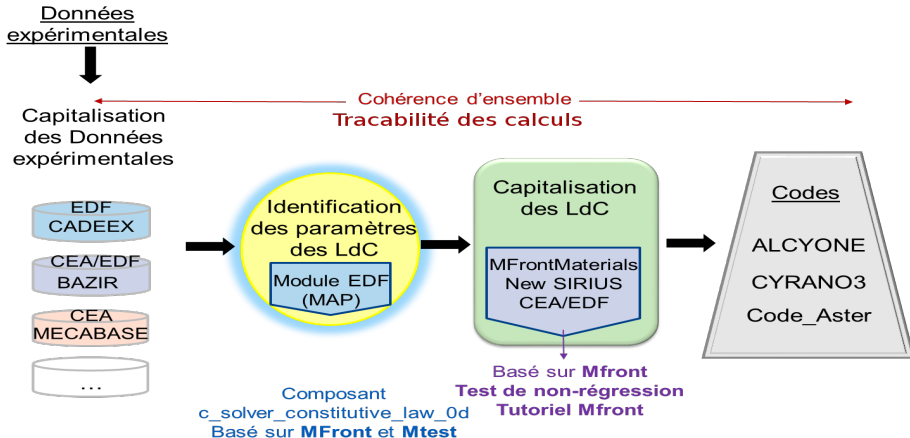 Données
expérimentales
Cohérence d'ensemble
Tracabilité des calculs
Capitalisation
des Données
expérimentales
EDF
CADEEX
CEA/EDF
BAZIR
CEA
MECABASE
...
Identification
des paramètres
des LdC
Module EDF
(MAP)
Composant
c_solver_constitutive_law_0d
Basé sur MFront et Mtest
Capitalisation
des LdC
MFrontMaterials
New SIRIUS
CEA/EDF
Basé sur Mfront
Test de non-régression
Tutoriel Mfront
Codes
ALCYONE
CYRANO3
Code_Aster